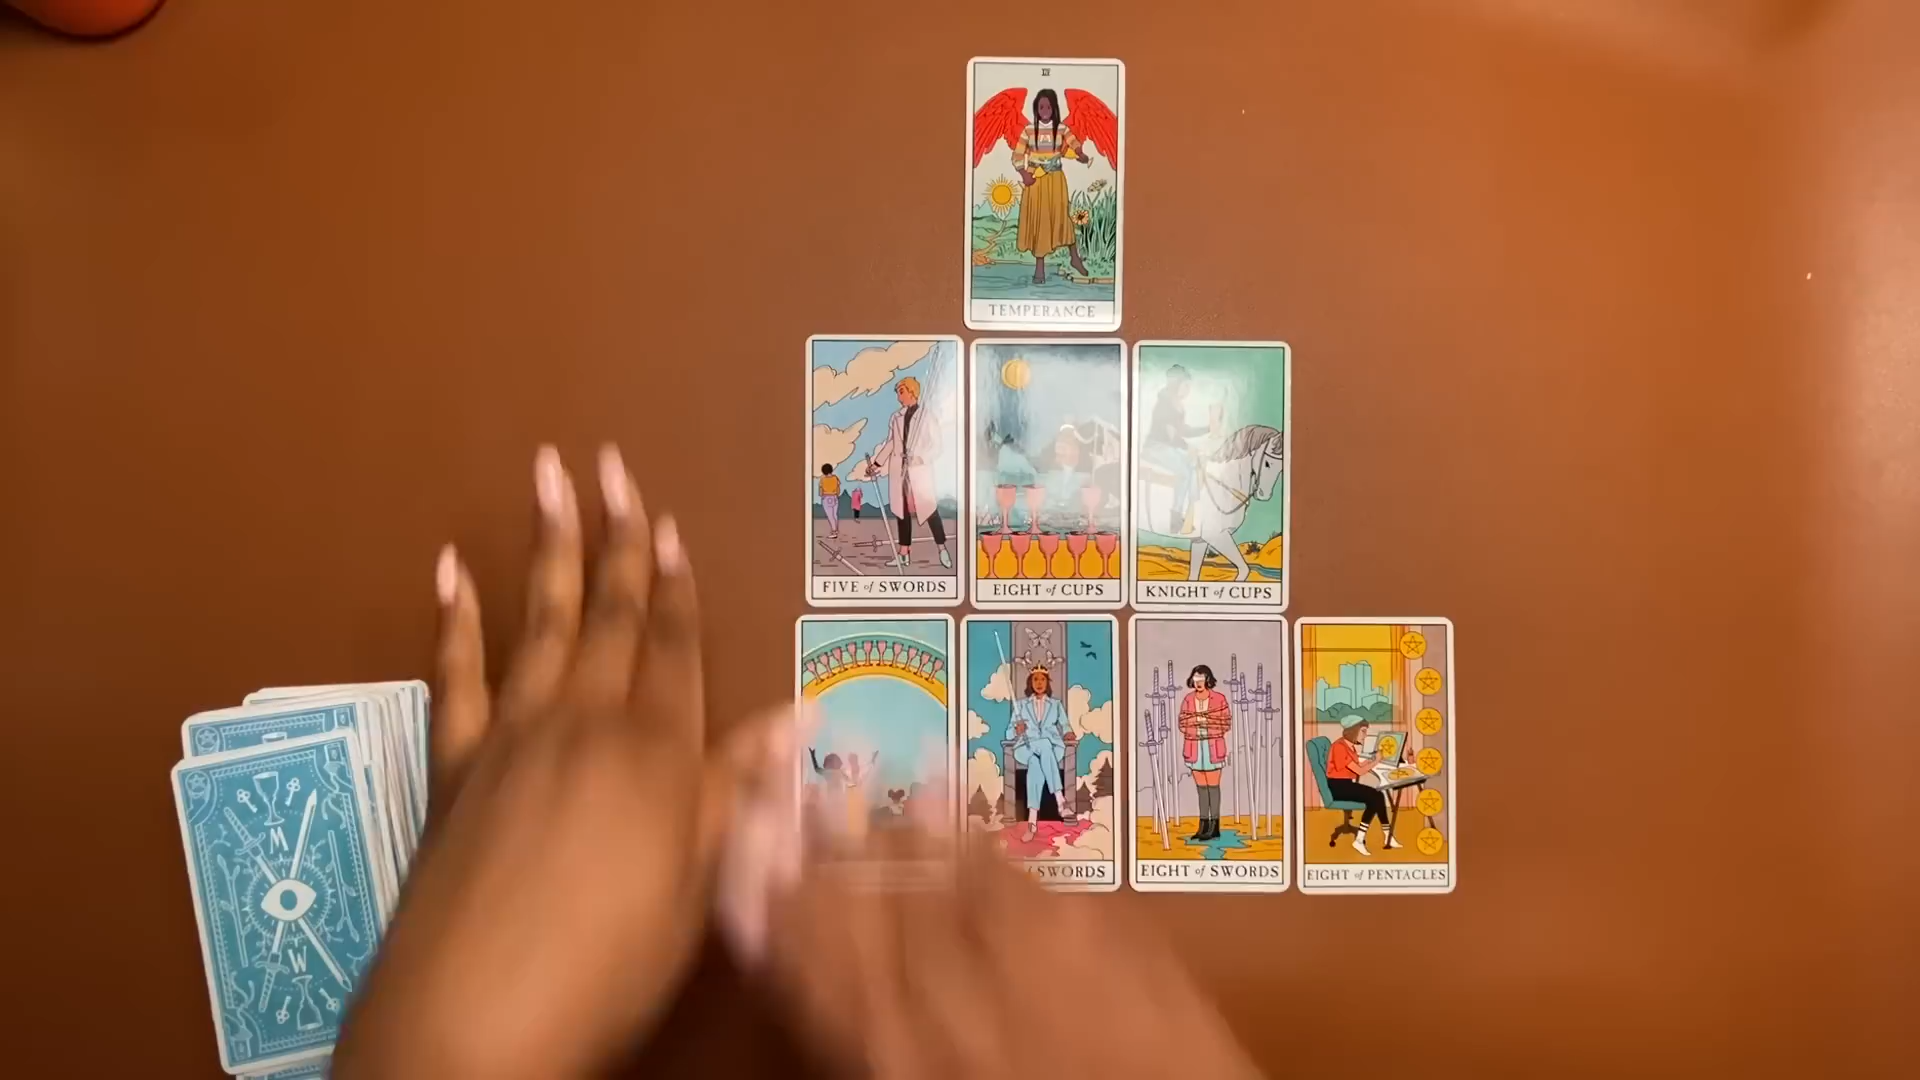 TEMPERANCE
FIVE of SWORDS
EIGHT of CUPS
KNIGHT of CUPS
SWORDS
EIGHT of SWORDS
EIGHT of PENTACLES
M
W